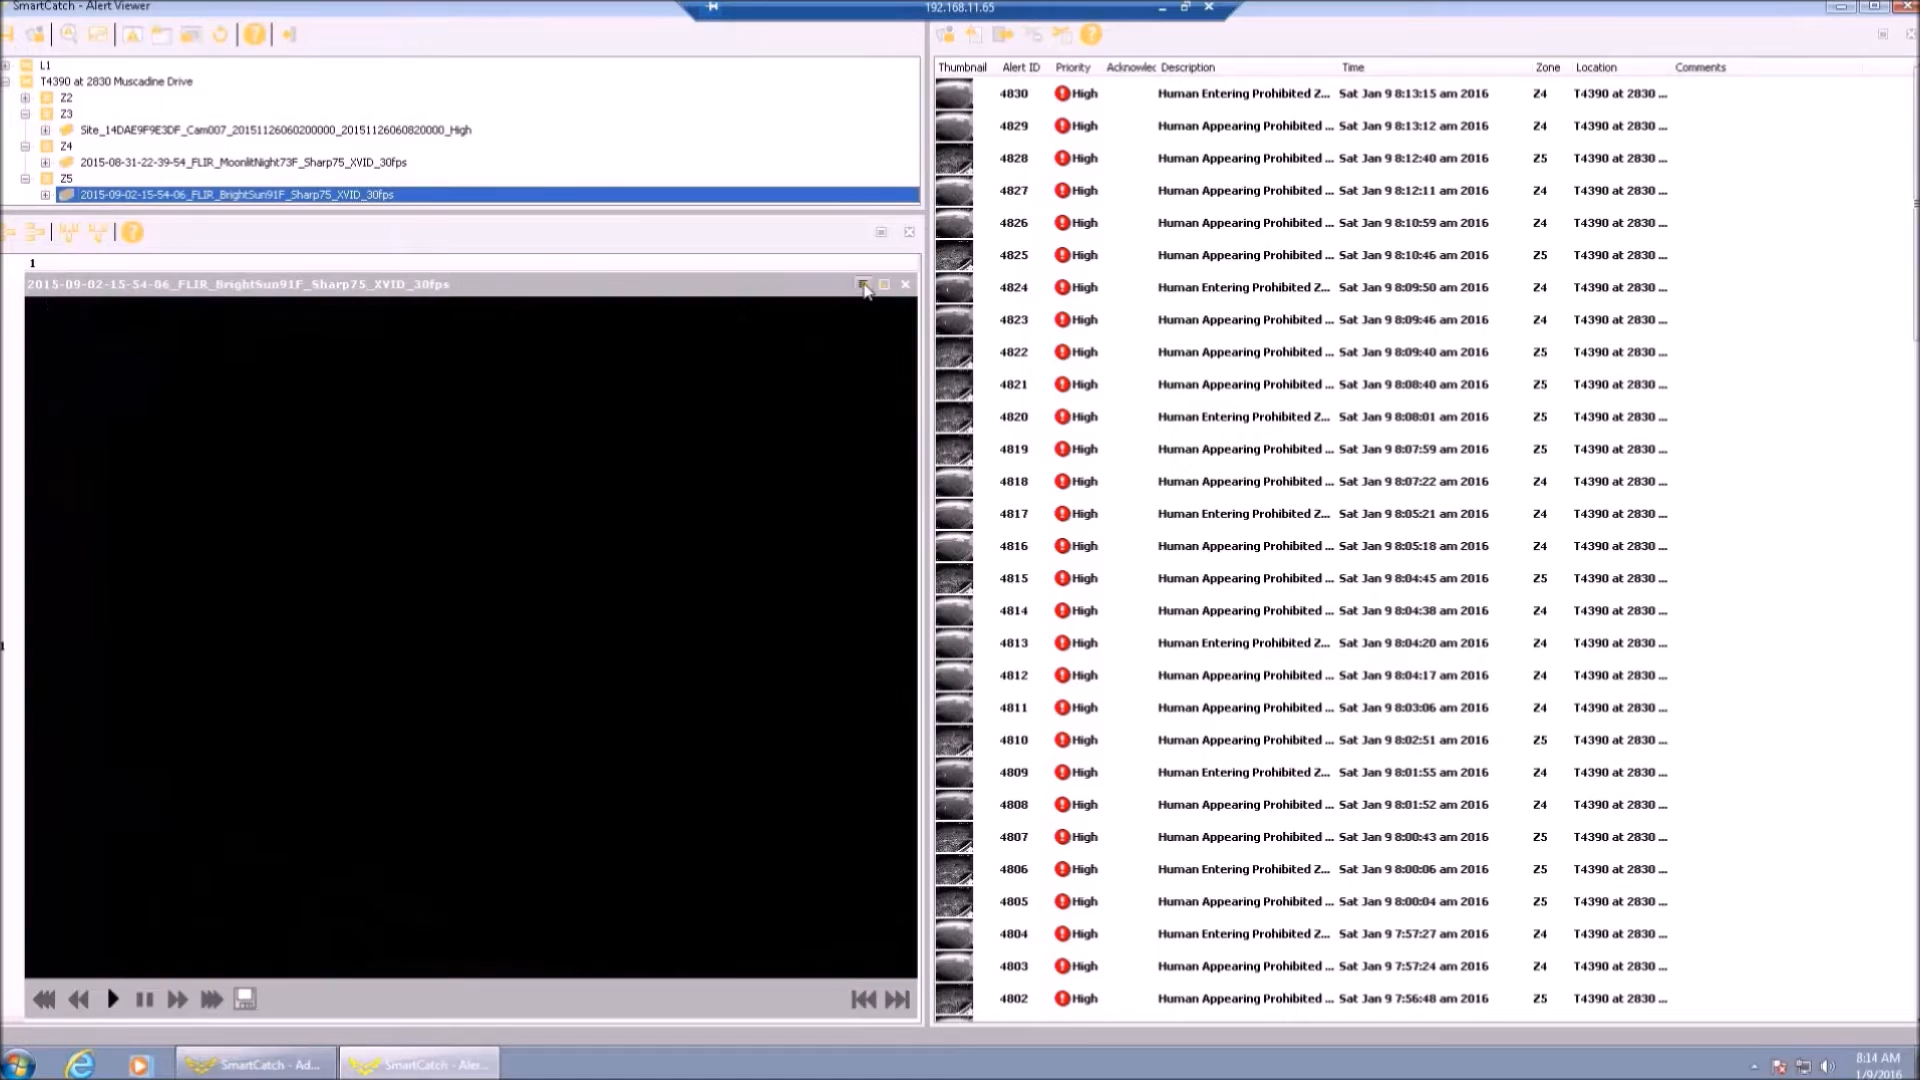 SmartCatch - Alert Viewer
192.168.11.65
L1
T4390 at 2830 Muscadine Drive
Z2
Z3
Site_14DAE9F9E3DF_Cam007_20151126060200000_20151126060820000_High
Z4
2015-08-31-22-39-54_FLIR_MoonlitNight73F_Sharp75_XVID_30fps
Z5
2015-09-02-15-54-06_FLIR_BrightSun91F_Sharp75_XVID_30fps
1
2015-09-02-15-54-06_FLIR_BrightSun91F_Sharp75_XVID_30fps
1
Thumbnail Alert ID Priority Acknowlec Description Time Zone Location Comments
4830 High Human Entering Prohibited Z... Sat Jan 9 8:13:15 am 2016 Z4 T4390 at 2830 ...
4829 High Human Appearing Prohibited ... Sat Jan 9 8:13:12 am 2016 Z4 T4390 at 2830 ...
4828 High Human Appearing Prohibited ... Sat Jan 9 8:12:40 am 2016 Z5 T4390 at 2830 ...
4827 High Human Appearing Prohibited ... Sat Jan 9 8:12:11 am 2016 Z4 T4390 at 2830 ...
4826 High Human Appearing Prohibited ... Sat Jan 9 8:10:59 am 2016 Z4 T4390 at 2830 ...
4825 High Human Appearing Prohibited ... Sat Jan 9 8:10:46 am 2016 Z5 T4390 at 2830 ...
4824 High Human Entering Prohibited Z... Sat Jan 9 8:09:50 am 2016 Z4 T4390 at 2830 ...
4823 High Human Appearing Prohibited ... Sat Jan 9 8:09:46 am 2016 Z4 T4390 at 2830 ...
4822 High Human Appearing Prohibited ... Sat Jan 9 8:09:40 am 2016 Z5 T4390 at 2830 ...
4821 High Human Appearing Prohibited ... Sat Jan 9 8:08:40 am 2016 Z5 T4390 at 2830 ...
4820 High Human Entering Prohibited Z... Sat Jan 9 8:08:01 am 2016 Z5 T4390 at 2830 ...
4819 High Human Appearing Prohibited ... Sat Jan 9 8:07:59 am 2016 Z5 T4390 at 2830 ...
4818 High Human Appearing Prohibited ... Sat Jan 9 8:07:22 am 2016 Z4 T4390 at 2830 ...
4817 High Human Entering Prohibited Z... Sat Jan 9 8:05:21 am 2016 Z4 T4390 at 2830 ...
4816 High Human Appearing Prohibited ... Sat Jan 9 8:05:18 am 2016 Z4 T4390 at 2830 ...
4815 High Human Appearing Prohibited ... Sat Jan 9 8:04:45 am 2016 Z5 T4390 at 2830 ...
4814 High Human Appearing Prohibited ... Sat Jan 9 8:04:38 am 2016 Z4 T4390 at 2830 ...
4813 High Human Entering Prohibited Z... Sat Jan 9 8:04:20 am 2016 Z4 T4390 at 2830 ...
4812 High Human Appearing Prohibited ... Sat Jan 9 8:04:17 am 2016 Z4 T4390 at 2830 ...
4811 High Human Appearing Prohibited ... Sat Jan 9 8:03:06 am 2016 Z4 T4390 at 2830 ...
4810 High Human Appearing Prohibited ... Sat Jan 9 8:02:51 am 2016 Z5 T4390 at 2830 ...
4809 High Human Entering Prohibited Z... Sat Jan 9 8:01:55 am 2016 Z4 T4390 at 2830 ...
4808 High Human Appearing Prohibited ... Sat Jan 9 8:01:52 am 2016 Z4 T4390 at 2830 ...
4807 High Human Appearing Prohibited ... Sat Jan 9 8:00:43 am 2016 Z5 T4390 at 2830 ...
4806 High Human Entering Prohibited Z... Sat Jan 9 8:00:06 am 2016 Z5 T4390 at 2830 ...
4805 High Human Appearing Prohibited ... Sat Jan 9 8:00:04 am 2016 Z5 T4390 at 2830 ...
4804 High Human Entering Prohibited Z... Sat Jan 9 7:57:27 am 2016 Z4 T4390 at 2830 ...
4803 High Human Appearing Prohibited ... Sat Jan 9 7:57:24 am 2016 Z4 T4390 at 2830 ...
4802 High Human Appearing Prohibited ... Sat Jan 9 7:56:48 am 2016 Z5 T4390 at 2830 ...
SmartCatch - Ad...
SmartCatch - Aler...
8:14 AM
1/9/2016